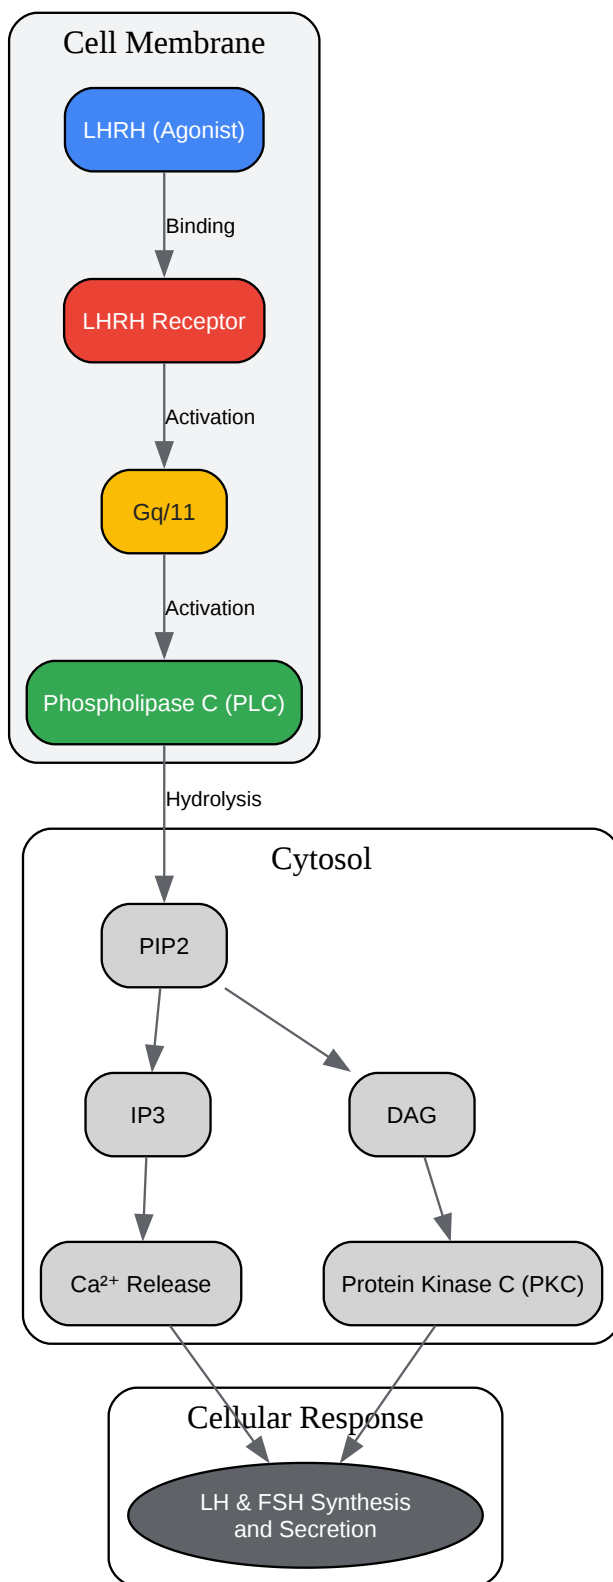 Cell Membrane
LHRH (Agonist)
Binding
LHRH Receptor
Activation
Gq/11
Activation
Phospholipase C (PLC)
Hydrolysis
Cytosol
PIP2
IP3
DAG
Ca²⁺ Release
Protein Kinase C (PKC)
Cellular Response
LH & FSH Synthesis
and Secretion